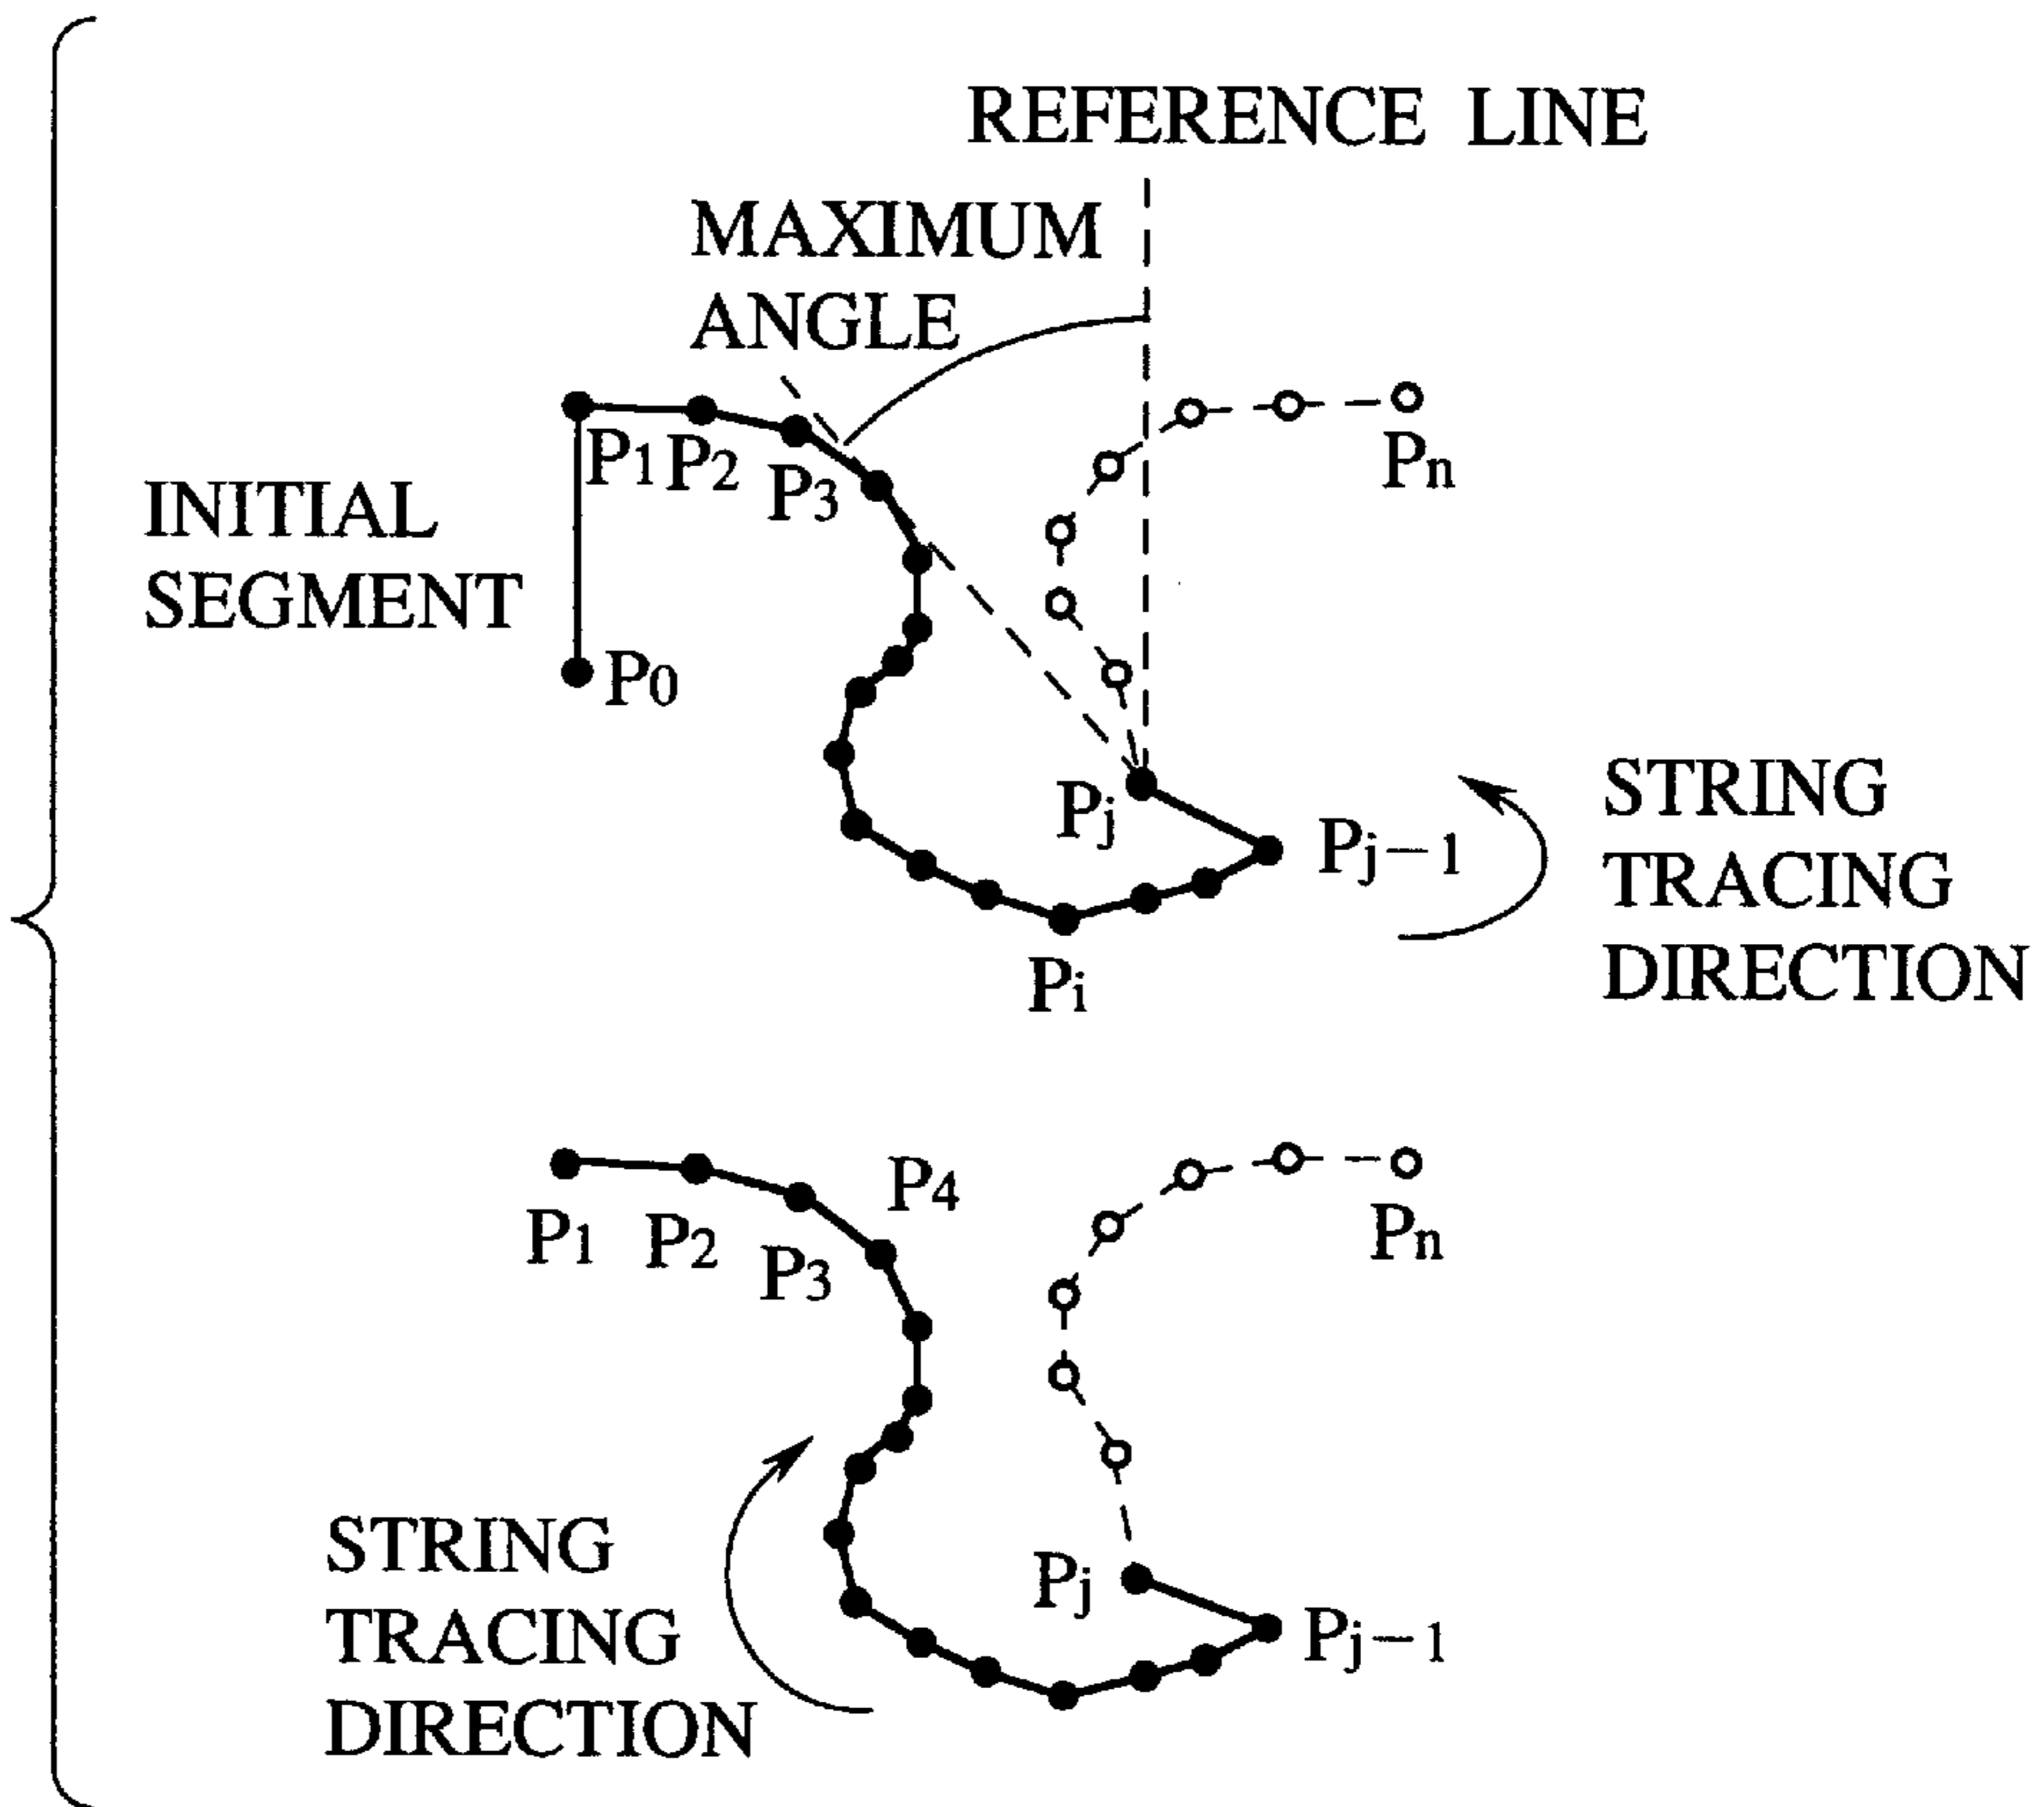 REFERENCE LINE
MAXIMUM
ANGLE
P1
P2
P3
Pn
INITIAL
SEGMENT
P0
Pj
Pj-1
STRING
TRACING
DIRECTION
Pi
P4
P1
P2
P3
Pn
STRING
TRACING
DIRECTION
Pj
Pj-1